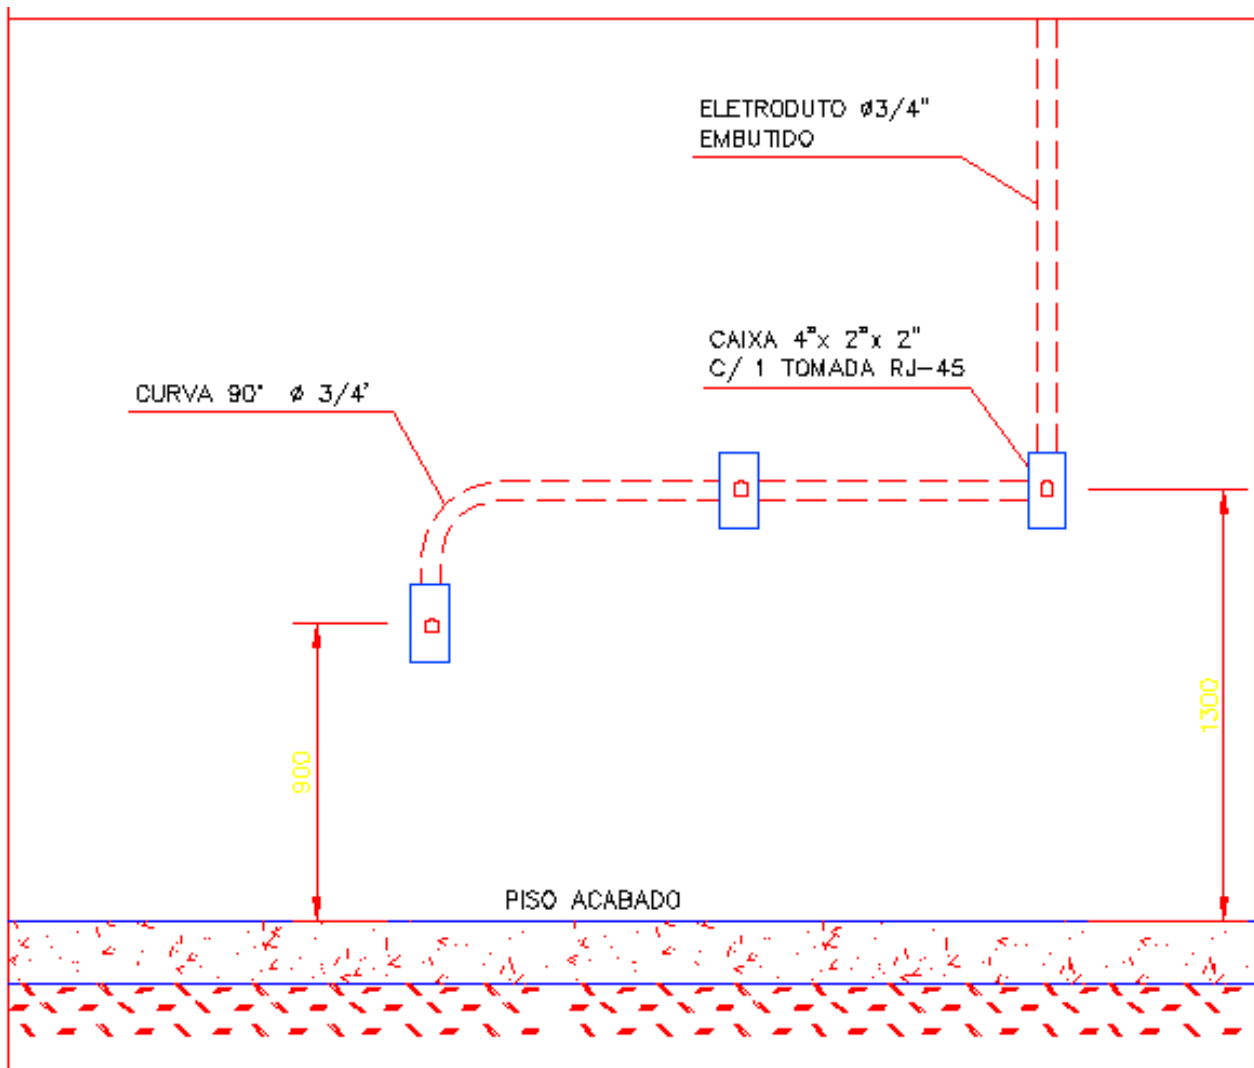 ELETRODUTO ø3/4"
EMBUTIDO
CAIXA 4"x 2"x 2"
C/ 1 TOMADA RJ-45
CURVA 90° ø 3/4"
1300
900
PISO ACABADO